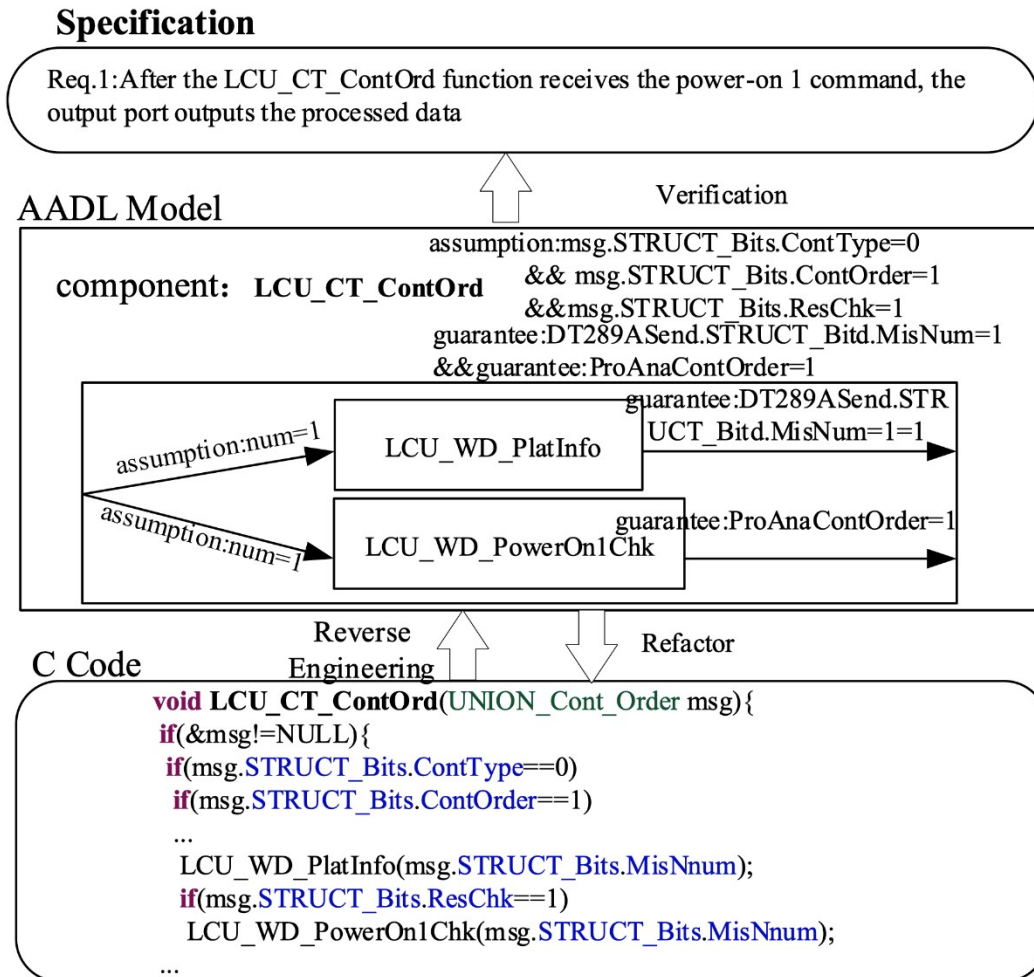 Specification
Req.1:After the LCU_CT_ContOrd function receives the power-on 1 command, the
output port outputs the processed data
Verification
AADL Model
assumption:msg.STRUCT_Bits.ContType=0
&& msg.STRUCT_Bits.ContOrder=1
&&msg.STRUCT_Bits.ResChk=1
guarantee:DT289ASend.STRUCT_Bitd.MisNum=1
&&guarantee:ProAnaContOrder=1
component: LCU_CT_ContOrd
guarantee:DT289ASend.STR
UCT_Bitd.MisNum=1=1
assumption:num=1
LCU_WD_PlatInfo
assumption:num=1
LCU_WD_PowerOn1Chk
guarantee:ProAnaContOrder=1
Reverse
Engineering
Refactor
C Code
void LCU_CT_ContOrd(UNION_Cont_Order msg){
if(&msg!=NULL){
if(msg.STRUCT_Bits.ContType==0)
if(msg.STRUCT_Bits.ContOrder==1)
...
LCU_WD_PlatInfo(msg.STRUCT_Bits.MisNnum);
if(msg.STRUCT_Bits.ResChk==1)
LCU_WD_PowerOn1Chk(msg.STRUCT_Bits.MisNnum);
...